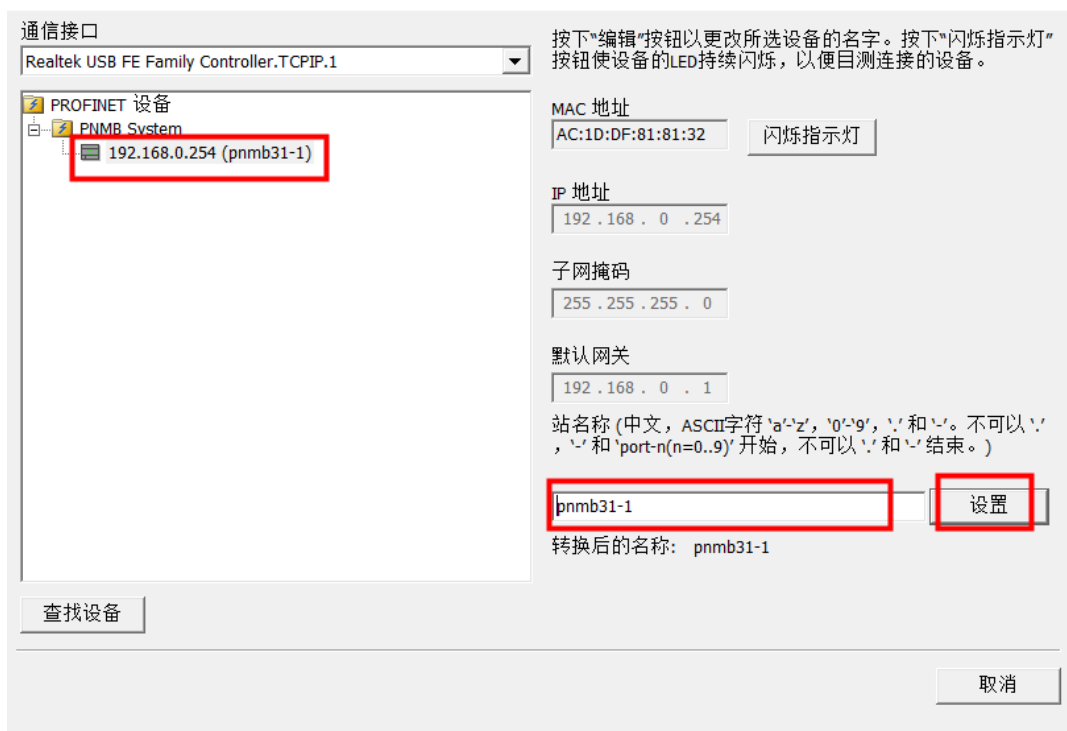 通信接口
Realtek USB FE Family Controller.TCPIP.1
PROFINET 设备
PNMB System
192.168.0.254 (pnmb31-1)
查找设备
按下"编辑"按钮以更改所选设备的名字。按下"闪烁指示灯"
按钮使设备的LED持续闪烁，以便目测连接的设备。
MAC 地址
AC:1D:DF:81:81:32
闪烁指示灯
IP 地址
192 . 168 . 0 . 254
子网掩码
255 . 255 . 255 . 0
默认网关
192 . 168 . 0 . 1
站名称 (中文，ASCII字符 'a'-'z'，'0'-'9'，'.' 和 '-'。不可以 '.'
，'-' 和 'port-n(n=0..9)' 开始，不可以 '.' 和 '-' 结束。)
pnmb31-1
设置
转换后的名称: pnmb31-1
取消